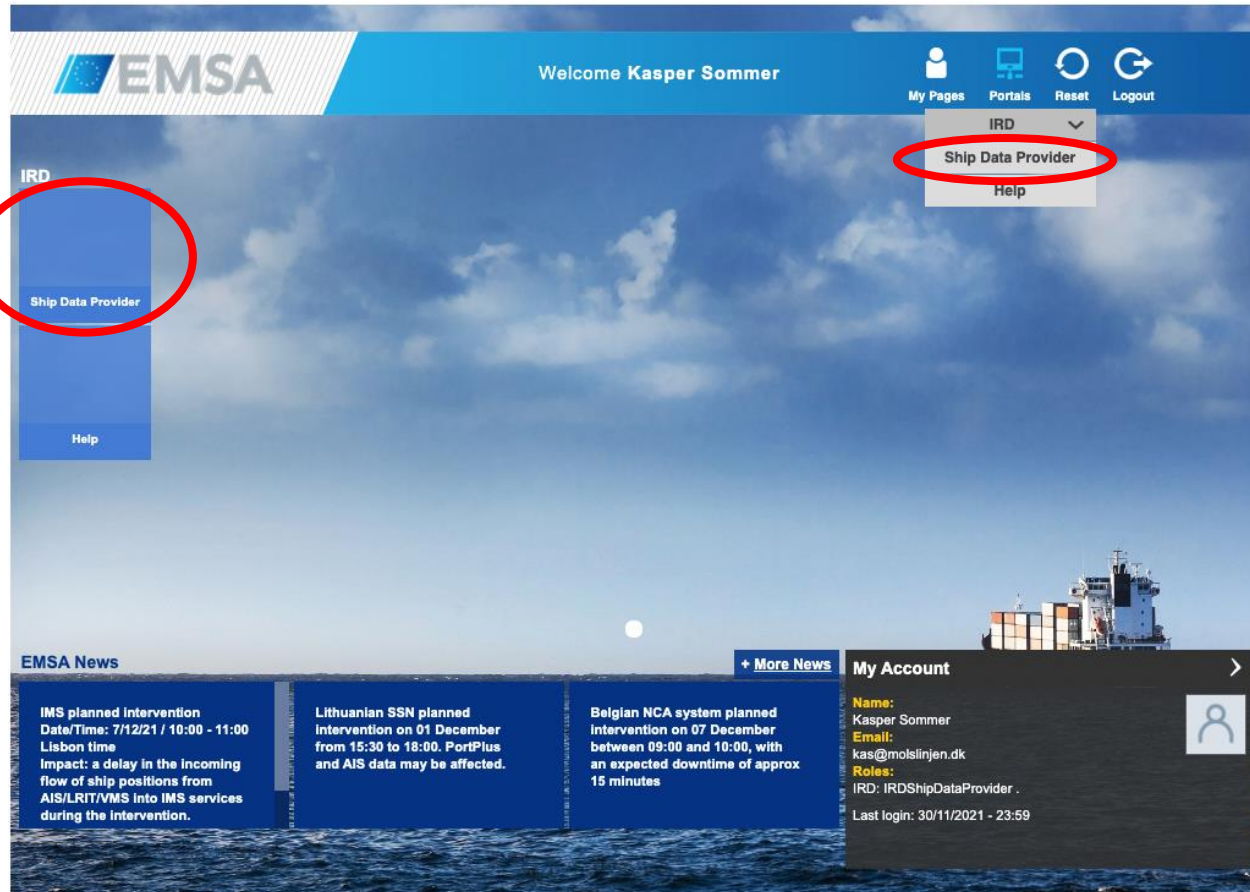 EMSA
Welcome Kasper Sommer
My Pages
Portals
Reset
Logout
IRD
Ship Data Provider
Help
IRD
Ship Data Provider
Help
EMSA News
+ More News
IMS planned intervention
Date/Time: 7/12/21 / 10:00 - 11:00
Lisbon time
Impact: a delay in the incoming
flow of ship positions from
AIS/LRIT/VMS into IMS services
during the intervention.
Lithuanian SSN planned
intervention on 01 December
from 15:30 to 18:00. PortPlus
and AIS data may be affected.
Belgian NCA system planned
intervention on 07 December
between 09:00 and 10:00, with
an expected downtime of approx
15 minutes
My Account
Name:
Kasper Sommer
Email:
kas@molslinjen.dk
Roles:
IRD: IRDShipDataProvider .
Last login: 30/11/2021 - 23:59